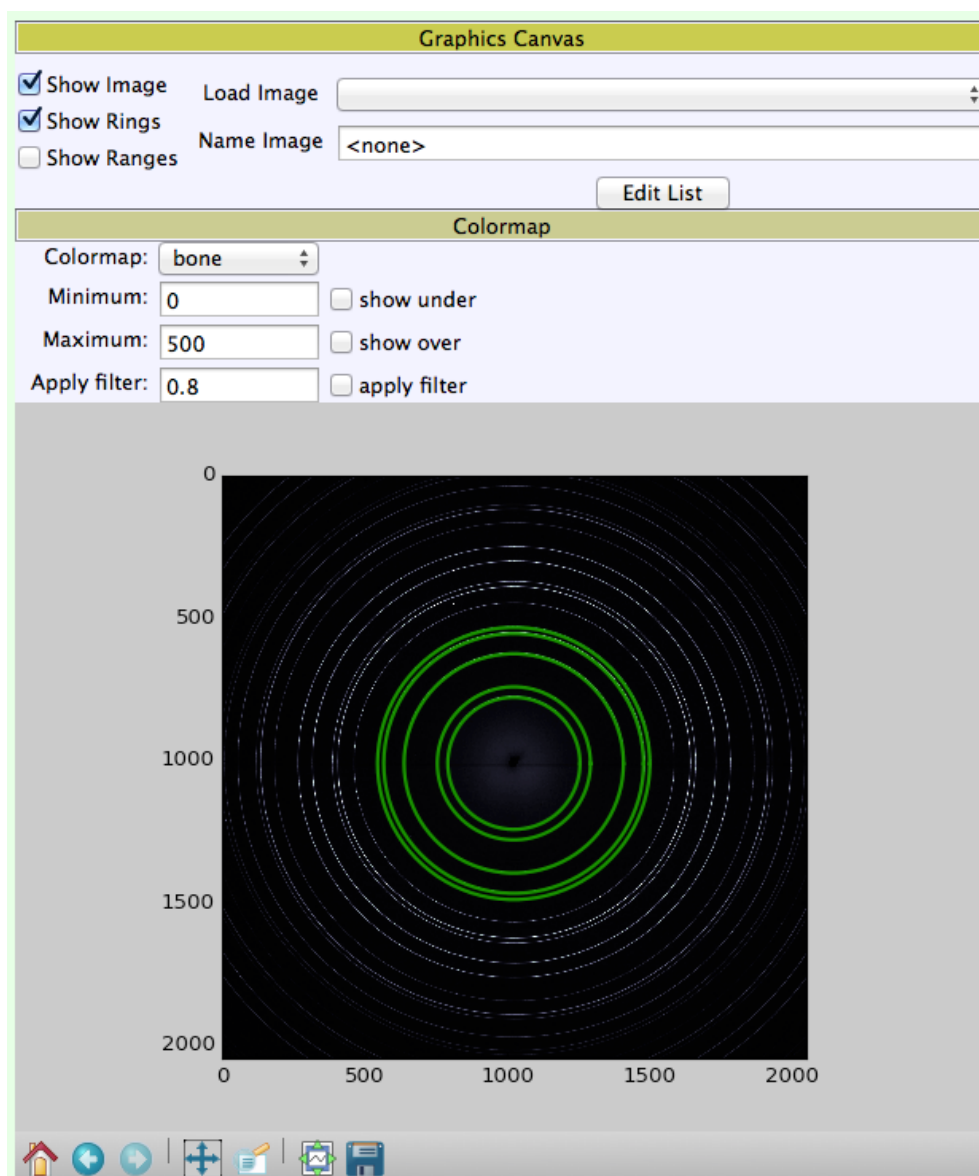 Graphics Canvas
Show Image
Load Image
Show Rings
Name Image <none>
Show Ranges
Edit List
Colormap
Colormap: bone
Minimum: 0 show under
Maximum: 500 show over
Apply filter: 0.8 apply filter
0
500
1000
1500
2000
0 500 1000 1500 2000